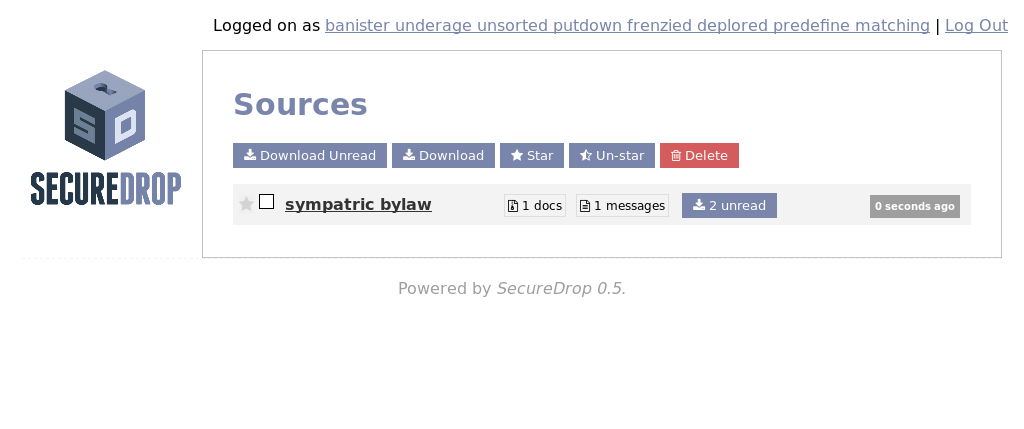 Logged on as banister underage unsorted putdown frenzied deplored predefine matching | Log Out
SECUREDROP
Sources
Download Unread Download Star Un-star Delete
sympatric bylaw 1 docs 1 messages 2 unread 0 seconds ago
Powered by SecureDrop 0.5.